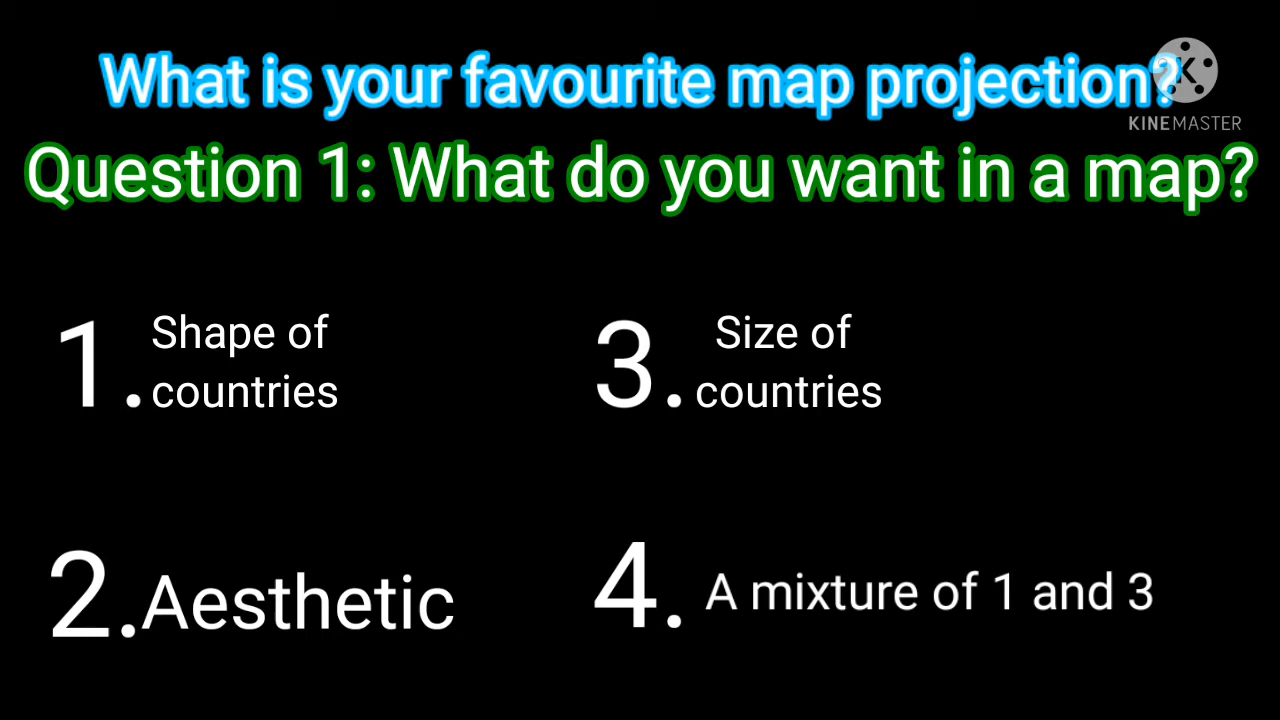 What is your favourite map projection?
KINEMASTER
Question 1: What do you want in a map?
1. Shape of
countries
3. Size of
countries
2. Aesthetic
4. A mixture of 1 and 3